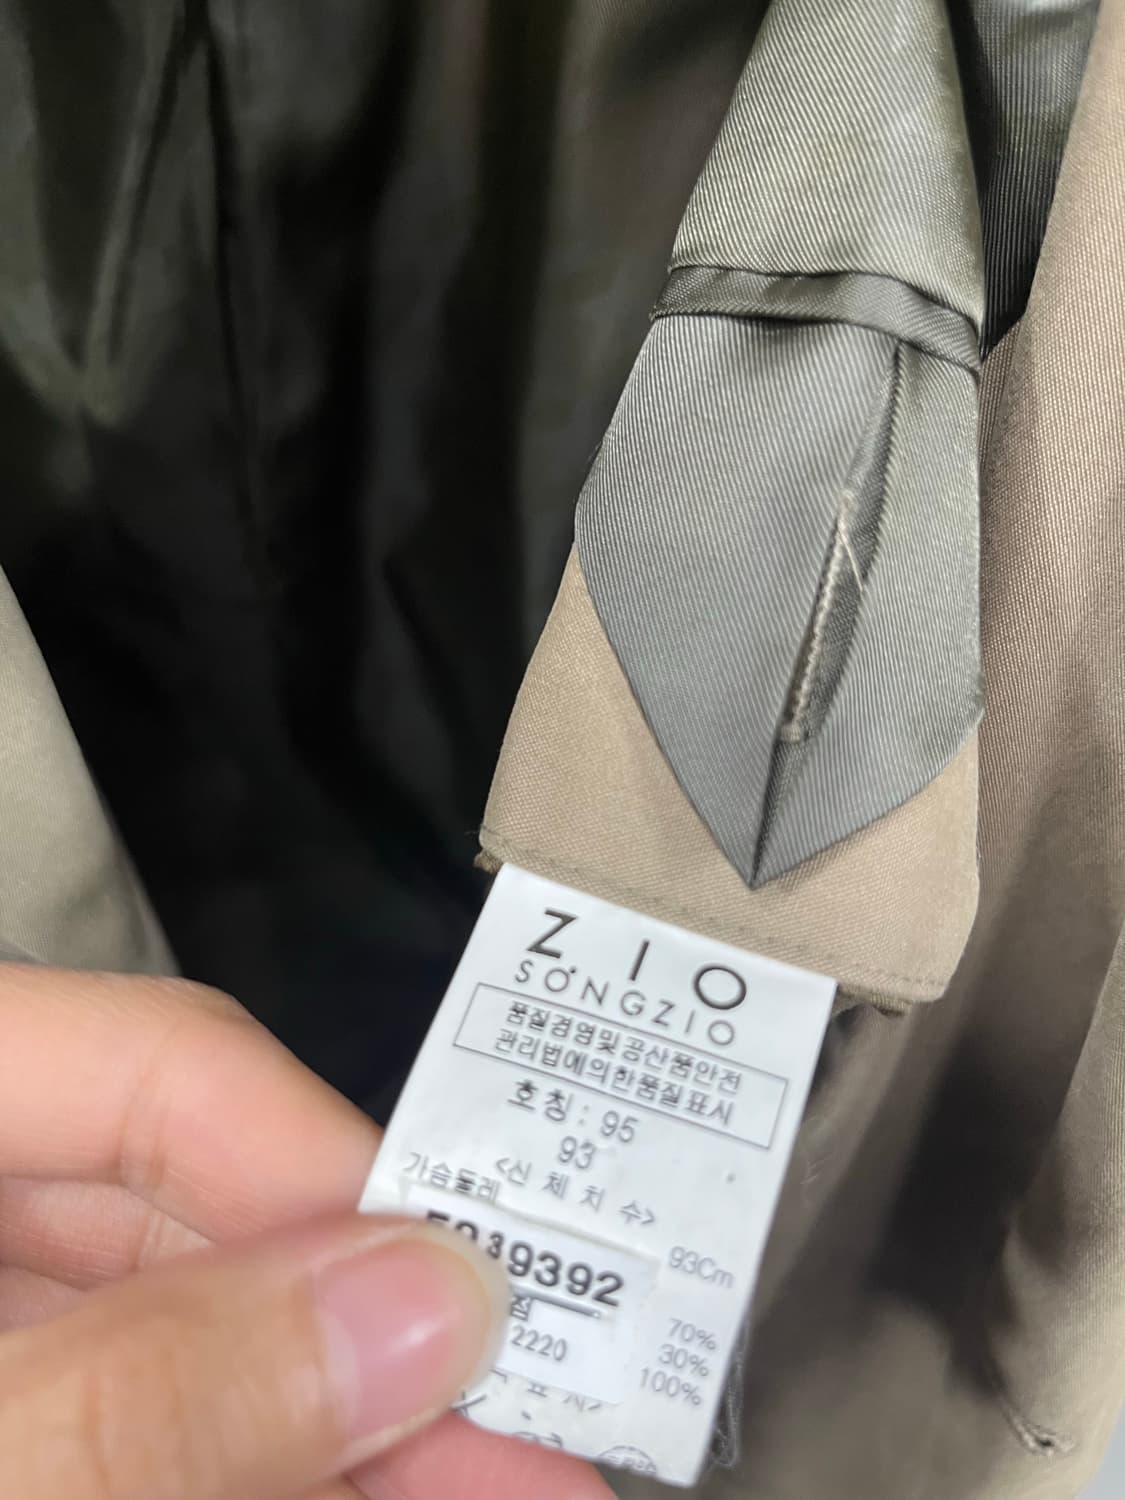 ZIO
SONGZIO
품질경영및공산품안전
관리법에의한품질표시
호칭: 95
93
<신 체 치 수>
가슴둘레
93Cm
9392
점
2220
70%
30%
100%